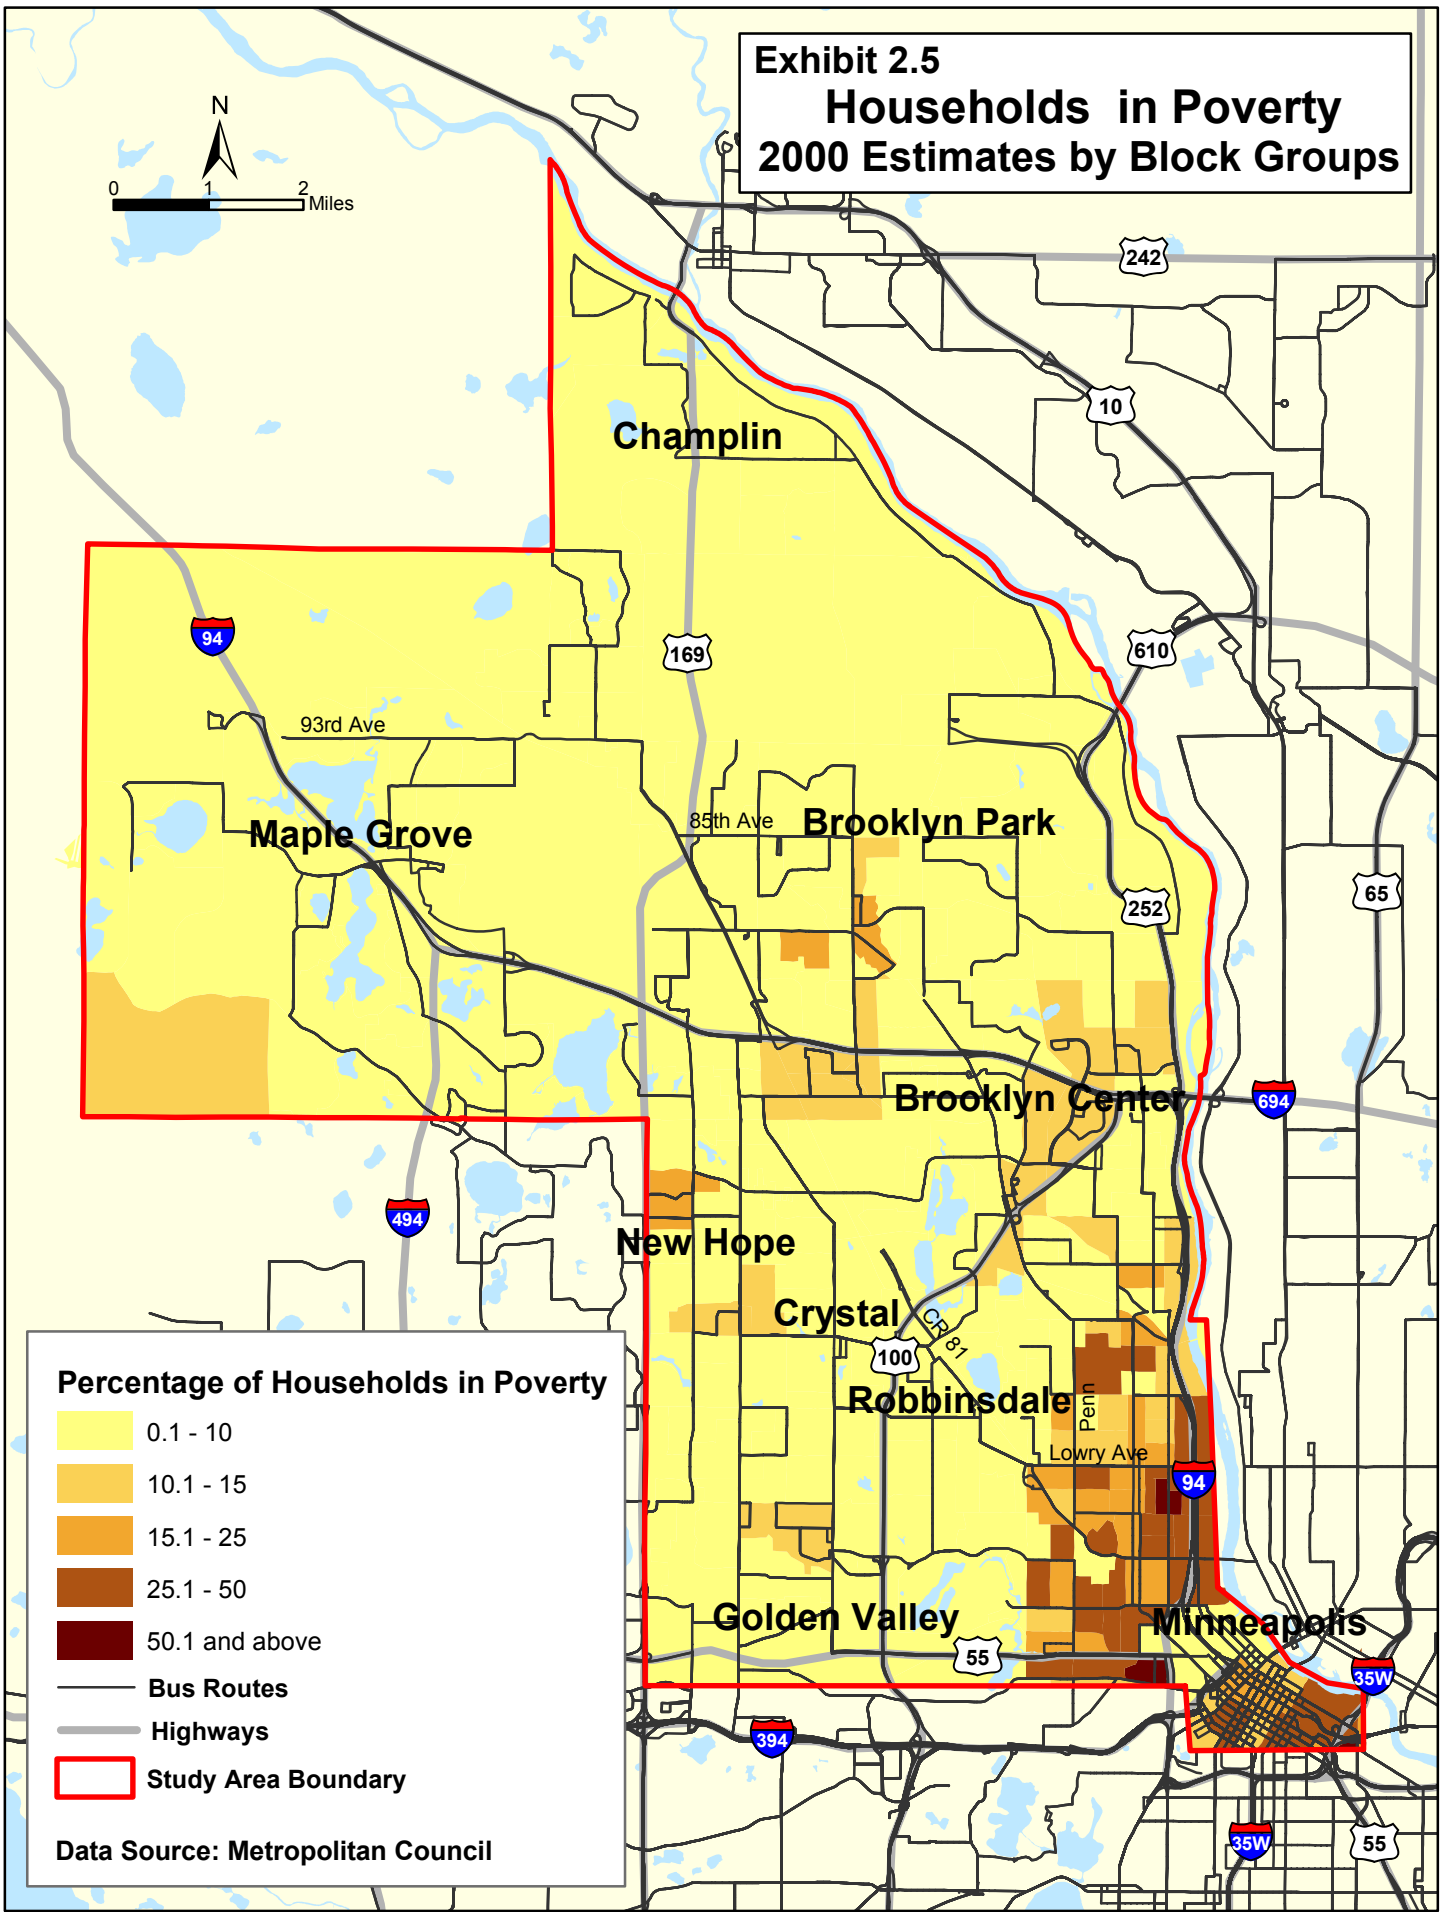 Exhibit 2.5
Households in Poverty
2000 Estimates by Block Groups
N
0 1 2
Miles
242
10
Champlin
94
169
610
93rd Ave
85th Ave
Brooklyn Park
Maple Grove
65
252
Brooklyn Center
694
494
New Hope
Crystal
CR 81
100
Robbinsdale
Penn
Lowry Ave
94
Golden Valley
Minneapolis
55
35W
394
35W
55
Percentage of Households in Poverty
0.1 - 10
10.1 - 15
15.1 - 25
25.1 - 50
50.1 and above
Bus Routes
Highways
Study Area Boundary
Data Source: Metropolitan Council